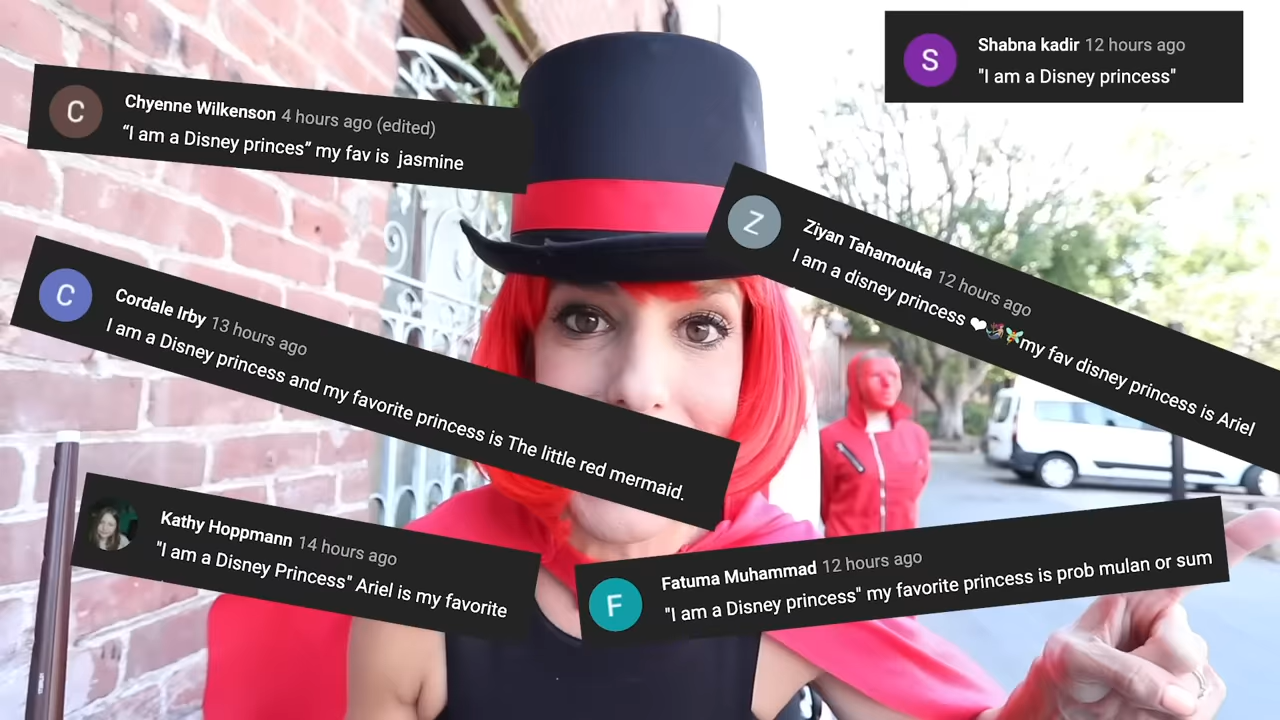 Shabna kadir 12 hours ago
"I am a Disney princess"
C
S
Chyenne Wilkenson 4 hours ago (edited)
“I am a Disney princes” my fav is jasmine
Z
Ziyan Tahamouka 12 hours ago
I am a disney princess ❤🧜🏽‍♀️🧚my fav disney princess is Ariel
C
Cordale Irby 13 hours ago
I am a Disney princess and my favorite princess is The little red mermaid.
Kathy Hoppmann 14 hours ago
"I am a Disney Princess" Ariel is my favorite
F
Fatuma Muhammad 12 hours ago
"I am a Disney princess" my favorite princess is prob mulan or sum